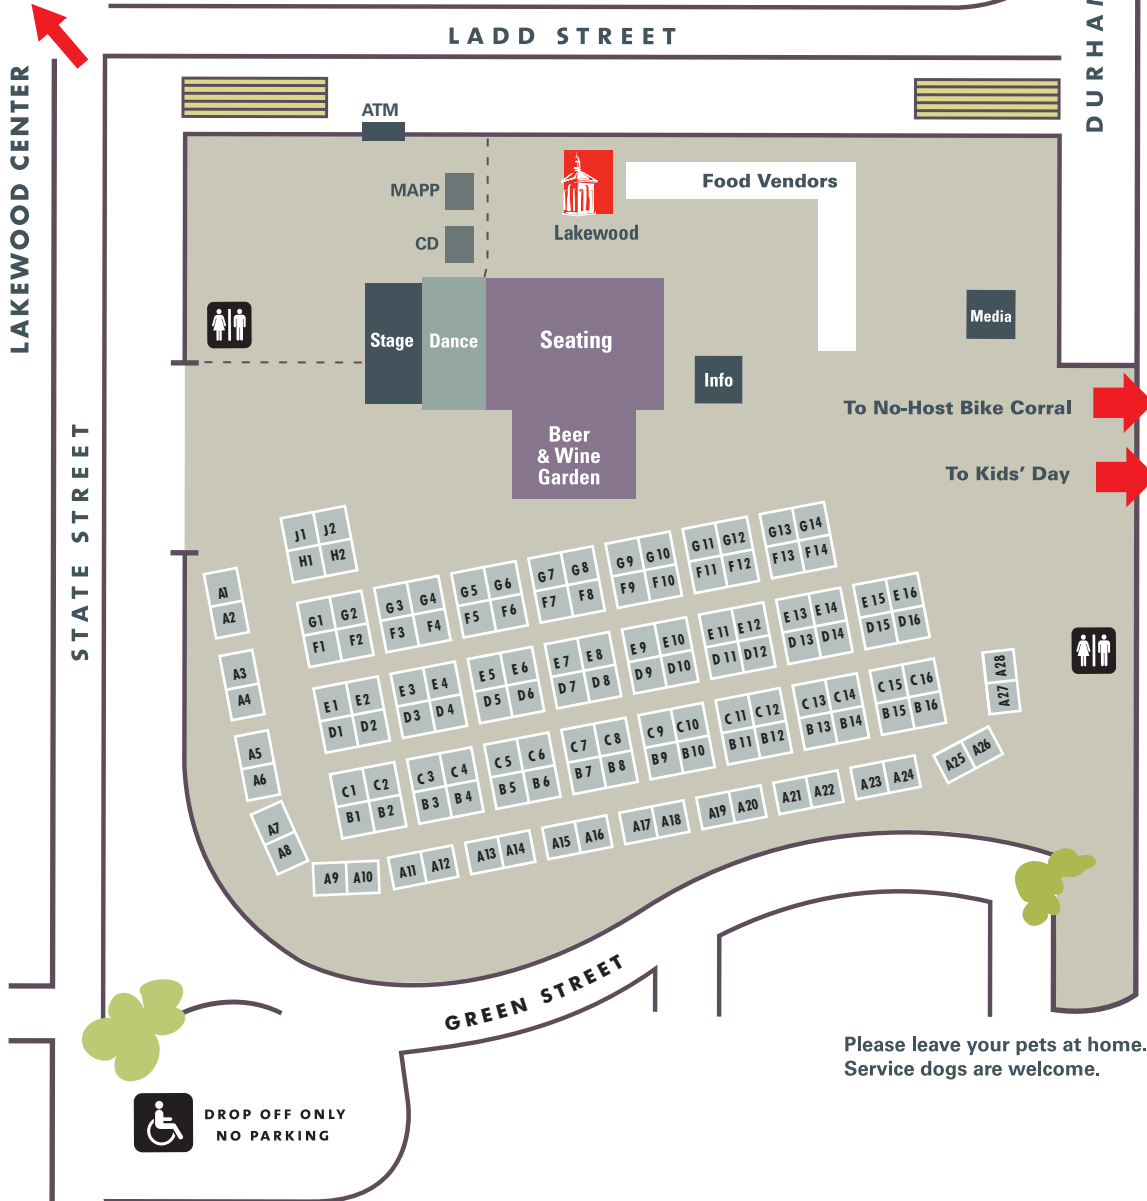 LADD STREET
DURHA
LAKEWOOD CENTER
ATM
MAPP
Food Vendors
CD
Lakewood
Stage
Dance
Seating
Media
Info
To No-Host Bike Corral
Beer
& Wine
Garden
To Kids’ Day
STATE STREET
J1 J2
H1 H2
G1 G2
F1 F2
G3 G4
F3 F4
G5 G6
F5 F6
G7 G8
F7 F8
G9 G10
F9 F10
G11 G12
F11 F12
G13 G14
F13 F14
E1 E2
D1 D2
E3 E4
D3 D4
E5 E6
D5 D6
E7 E8
D7 D8
E9 E10
D9 D10
E11 E12
D11 D12
E13 E14
D13 D14
E15 E16
D15 D16
C1 C2
B1 B2
C3 C4
B3 B4
C5 C6
B5 B6
C7 C8
B7 B8
C9 C10
B9 B10
C11 C12
B11 B12
C13 C14
B13 B14
C15 C16
B15 B16
A1
A2
A3
A4
A5
A6
A7
A8
A9 A10
A11 A12
A13 A14
A15 A16
A17 A18
A19 A20
A21 A22
A23 A24
A25 A26
A27 A28
GREEN STREET
Please leave your pets at home.
Service dogs are welcome.
DROP OFF ONLY
NO PARKING